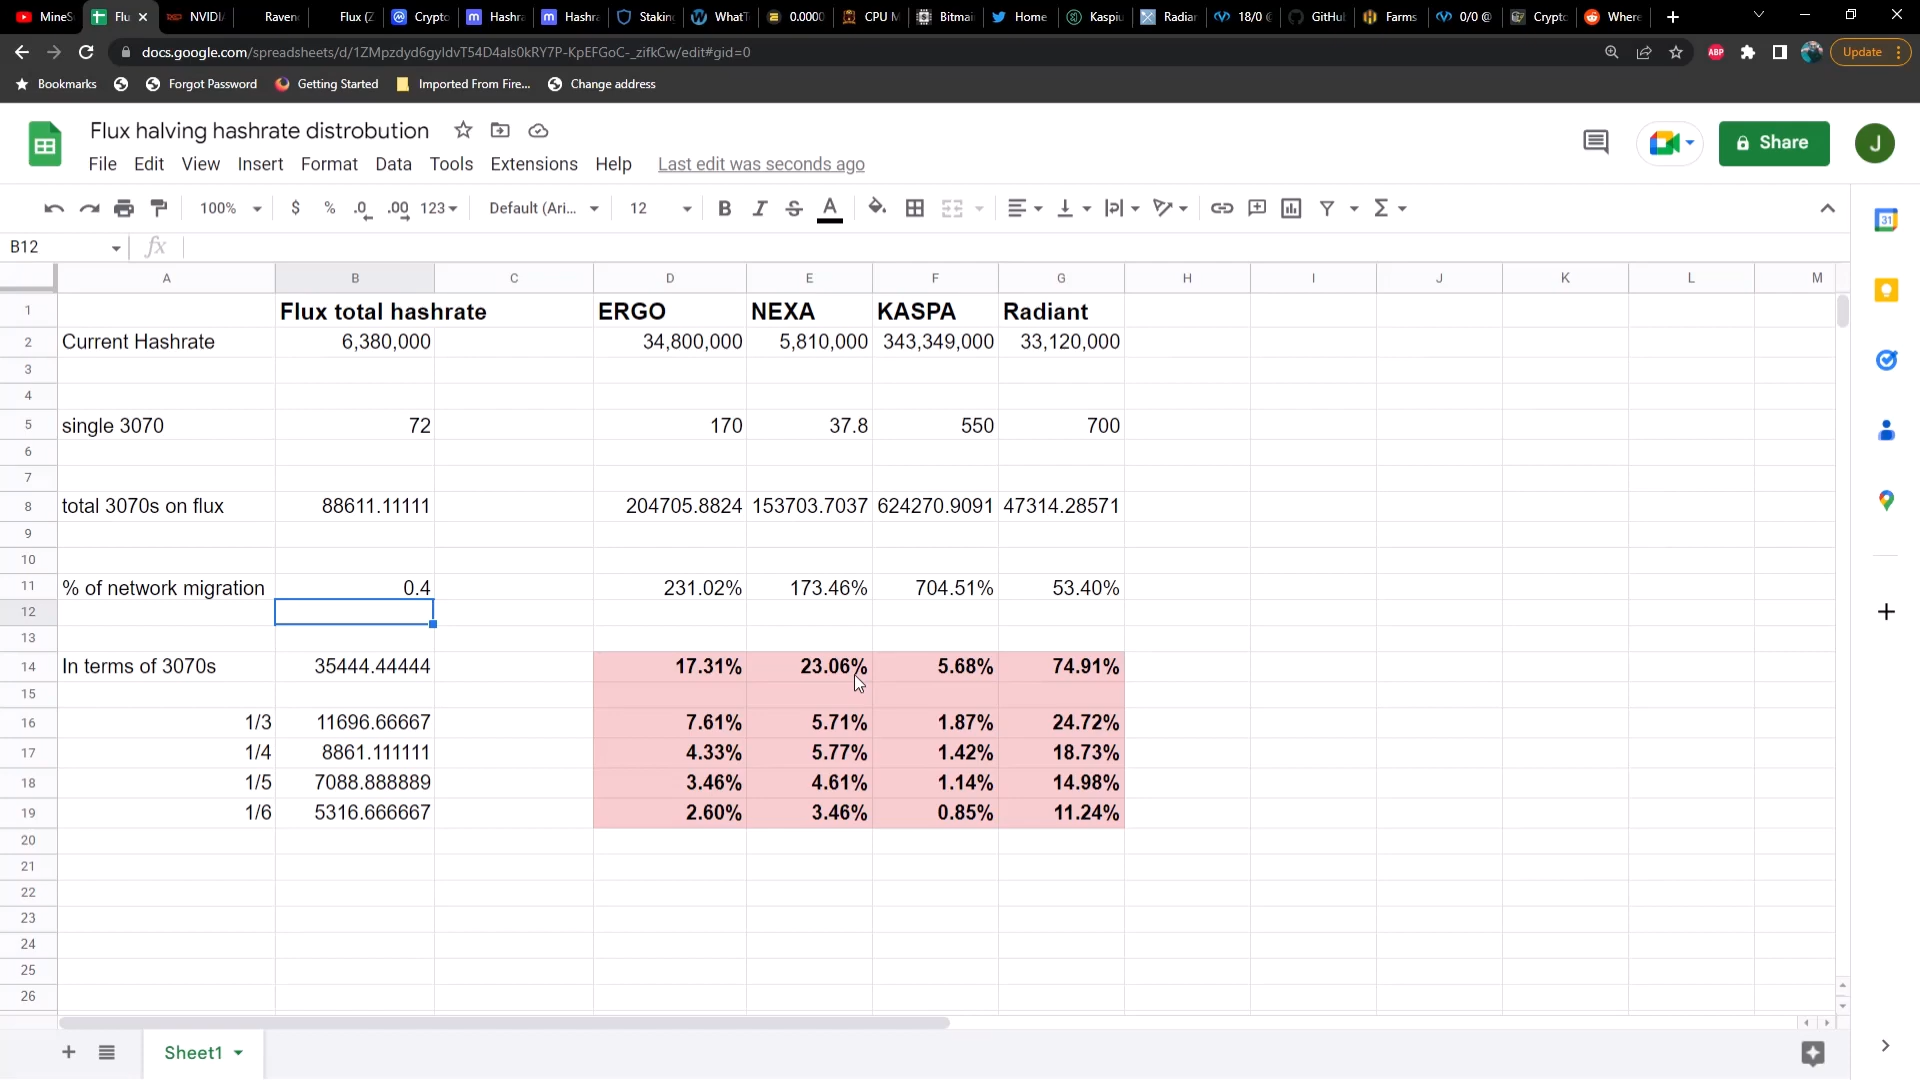 MineS Flu NVIDI Raven Flux (Z Crypto Hashra Hashra Stakin WhatT 0.0000 CPU M Bitmai Home Kaspiu Radiar 18/0 GitHul Farms 0/0 @ Crypto Where
docs.google.com/spreadsheets/d/1ZMpzdyd6gyIdvT54D4als0kRY7P-KpEFGoC-_zifkCw/edit#gid=0 ABP Update
Bookmarks Forgot Password Getting Started Imported From Fire... Change address
Flux halving hashrate distrobution
File Edit View Insert Format Data Tools Extensions Help Last edit was seconds ago Share J
100% $ % .0 .00 123 Default (Ari... 12 B I S A
B12 fx
A B C D E F G H I J K L M
1 Flux total hashrate ERGO NEXA KASPA Radiant
2 Current Hashrate 6,380,000 34,800,000 5,810,000 343,349,000 33,120,000
3
4
5 single 3070 72 170 37.8 550 700
6
7
8 total 3070s on flux 88611.11111 204705.8824 153703.7037 624270.9091 47314.28571
9
10
11 % of network migration 0.4 231.02% 173.46% 704.51% 53.40%
12
13
14 In terms of 3070s 35444.44444 17.31% 23.06% 5.68% 74.91%
15
16 1/3 11696.66667 7.61% 5.71% 1.87% 24.72%
17 1/4 8861.111111 4.33% 5.77% 1.42% 18.73%
18 1/5 7088.888889 3.46% 4.61% 1.14% 14.98%
19 1/6 5316.666667 2.60% 3.46% 0.85% 11.24%
20
21
22
23
24
25
26
Sheet1
31